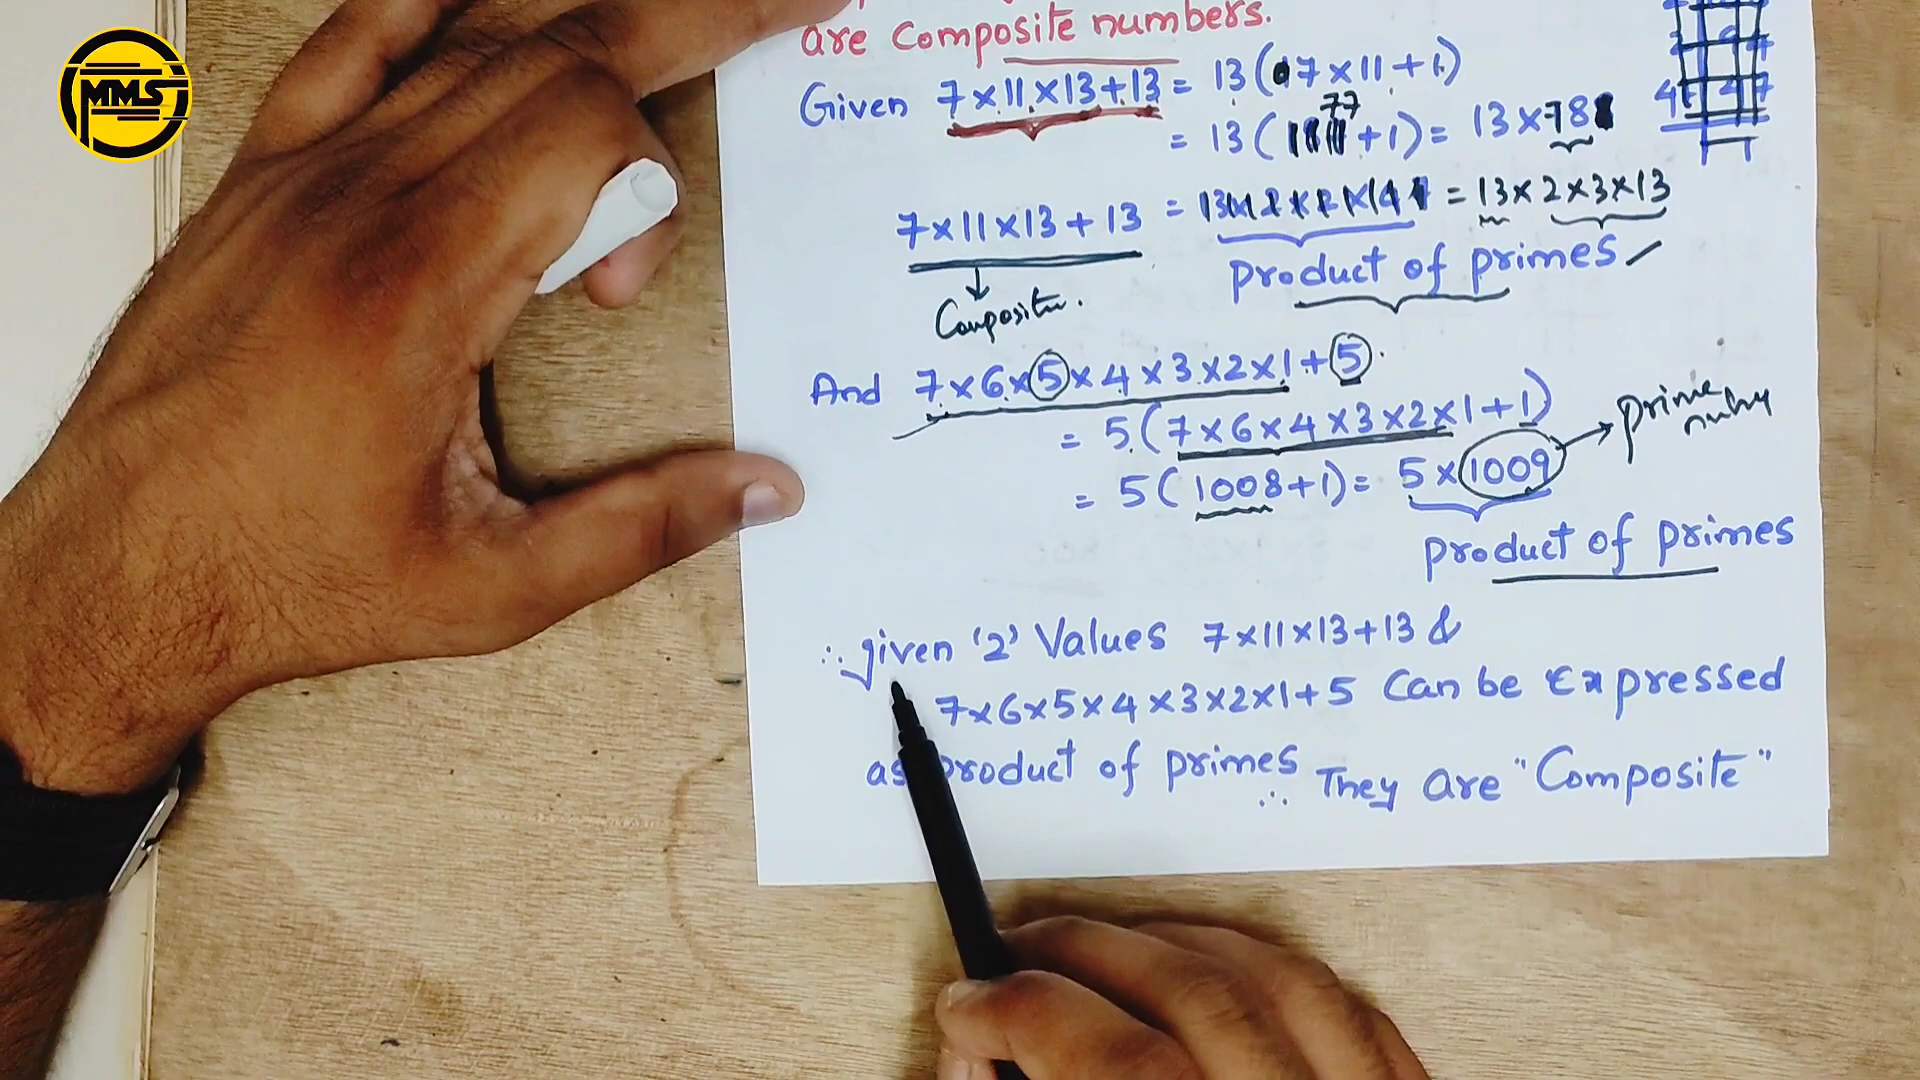 MMS
are composite numbers.
Given 7×11×13+13 = 13(7×11+1)
77
= 13( +1) = 13×78
7×11×13+13 = 13 = 13×2×3×13
product of primes
Composite.
And 7×6×5×4×3×2×1+5.
= 5(7×6×4×3×2×1+1)
prime
= 5(1008+1) = 5×1009
product of primes
∴ given '2' Values 7×11×13+13 &
7×6×5×4×3×2×1+5 Can be Expressed
as product of primes ∴ They are "Composite"